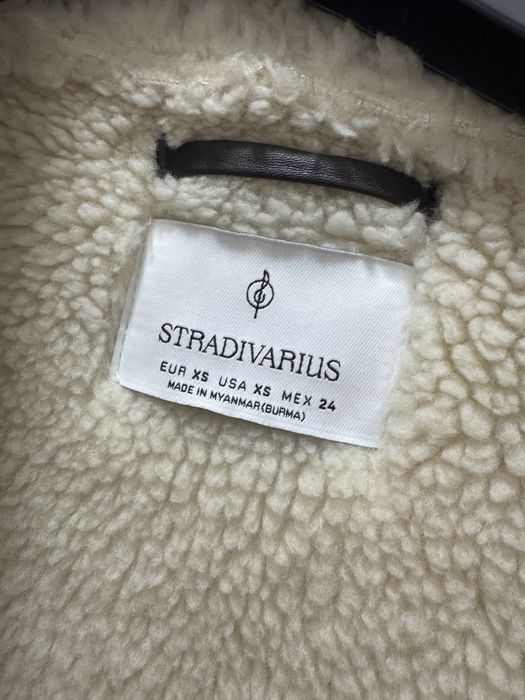 STRADIVARIUS
EUR XS USA XS MEX 24
MADE IN MYANMAR(BURMA)